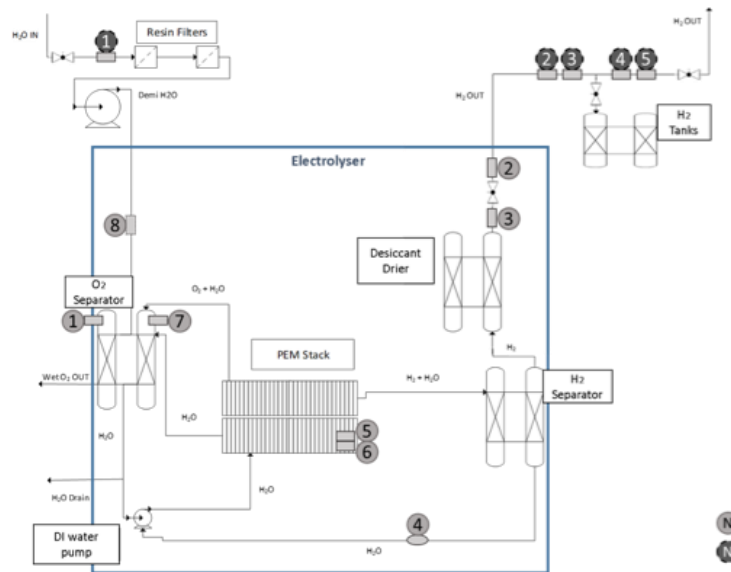 H₂O IN
1
Resin Filters
Demi H2O
H₂ OUT
2
3
4
5
H₂ OUT
H₂
Tanks
Electrolyser
2
3
8
Desiccant
Drier
O₂
Separator
O₂ + H₂O
1
7
PEM Stack
H₂
Wet O₂ OUT
H₂ + H₂O
H₂
Separator
H₂O
H₂O
5
6
H₂O Drain
H₂O
DI water
pump
4
H₂O
N
N